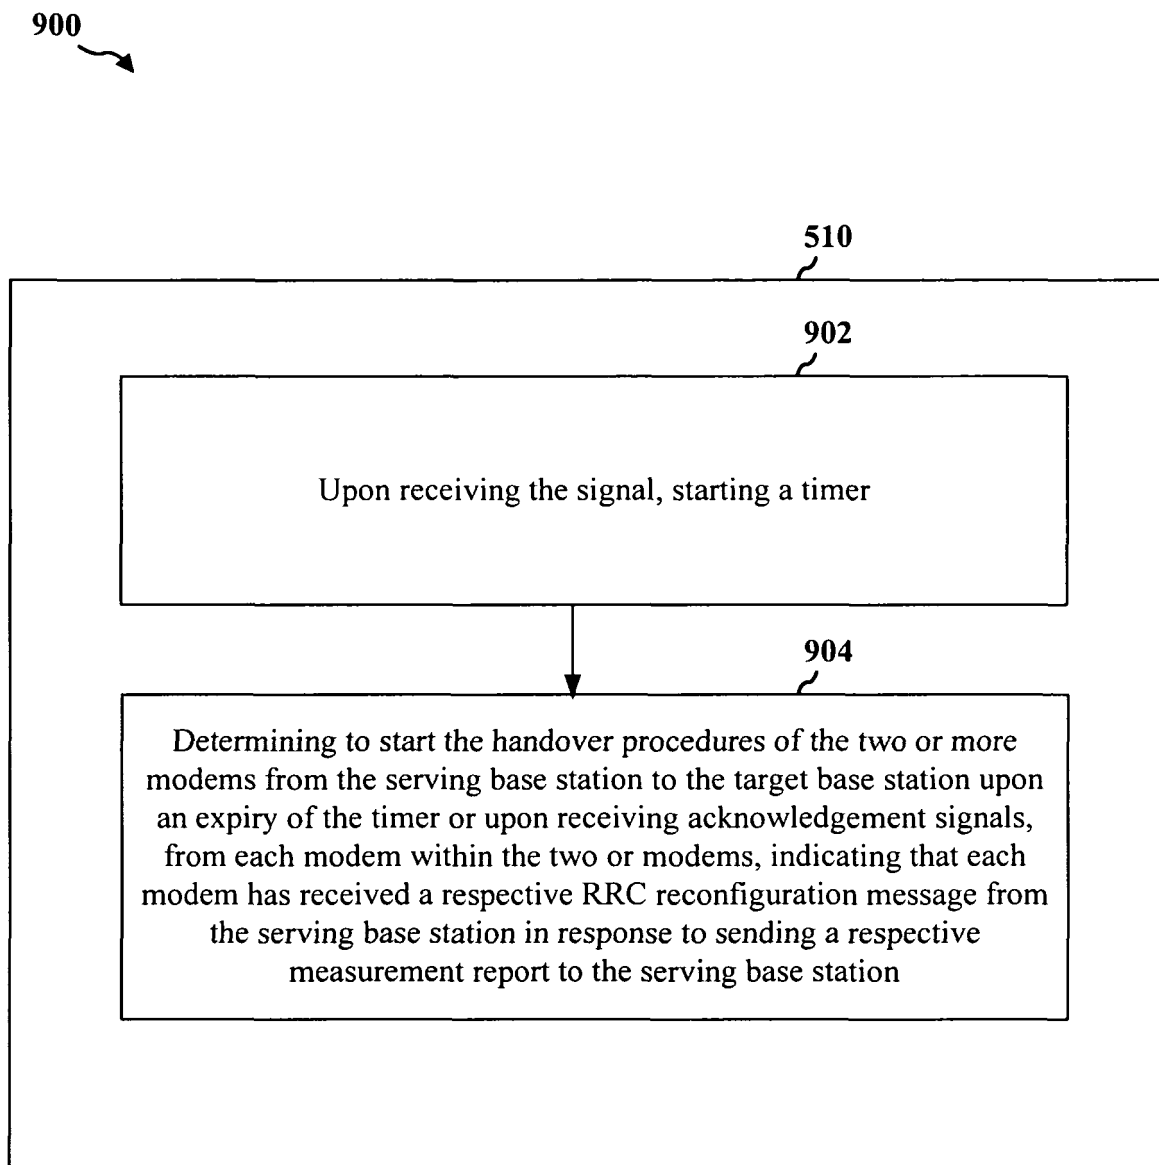 900
510
902
Upon receiving the signal, starting a timer
904
Determining to start the handover procedures of the two or more
modems from the serving base station to the target base station upon
an expiry of the timer or upon receiving acknowledgement signals,
from each modem within the two or modems, indicating that each
modem has received a respective RRC reconfiguration message from
the serving base station in response to sending a respective
measurement report to the serving base station